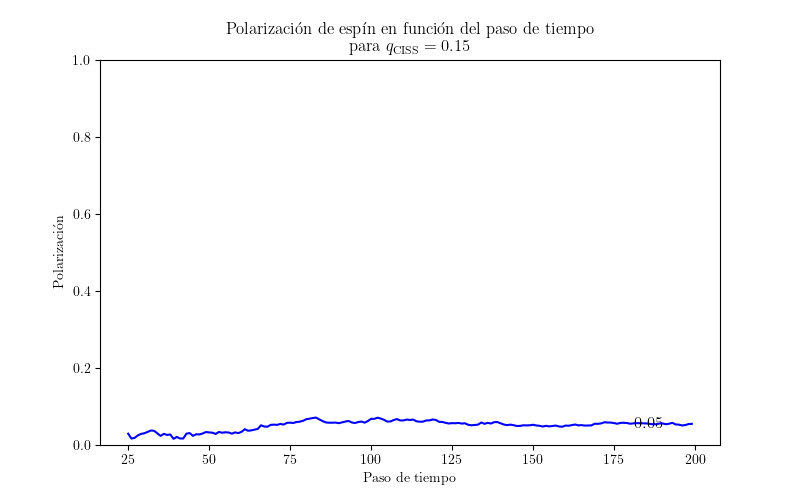 Polarización de espín en función del paso de tiempo
para q_CISS = 0.15
1.0
0.8
0.6
0.4
0.2
0.0
Polarización
0.05
25 50 75 100 125 150 175 200
Paso de tiempo